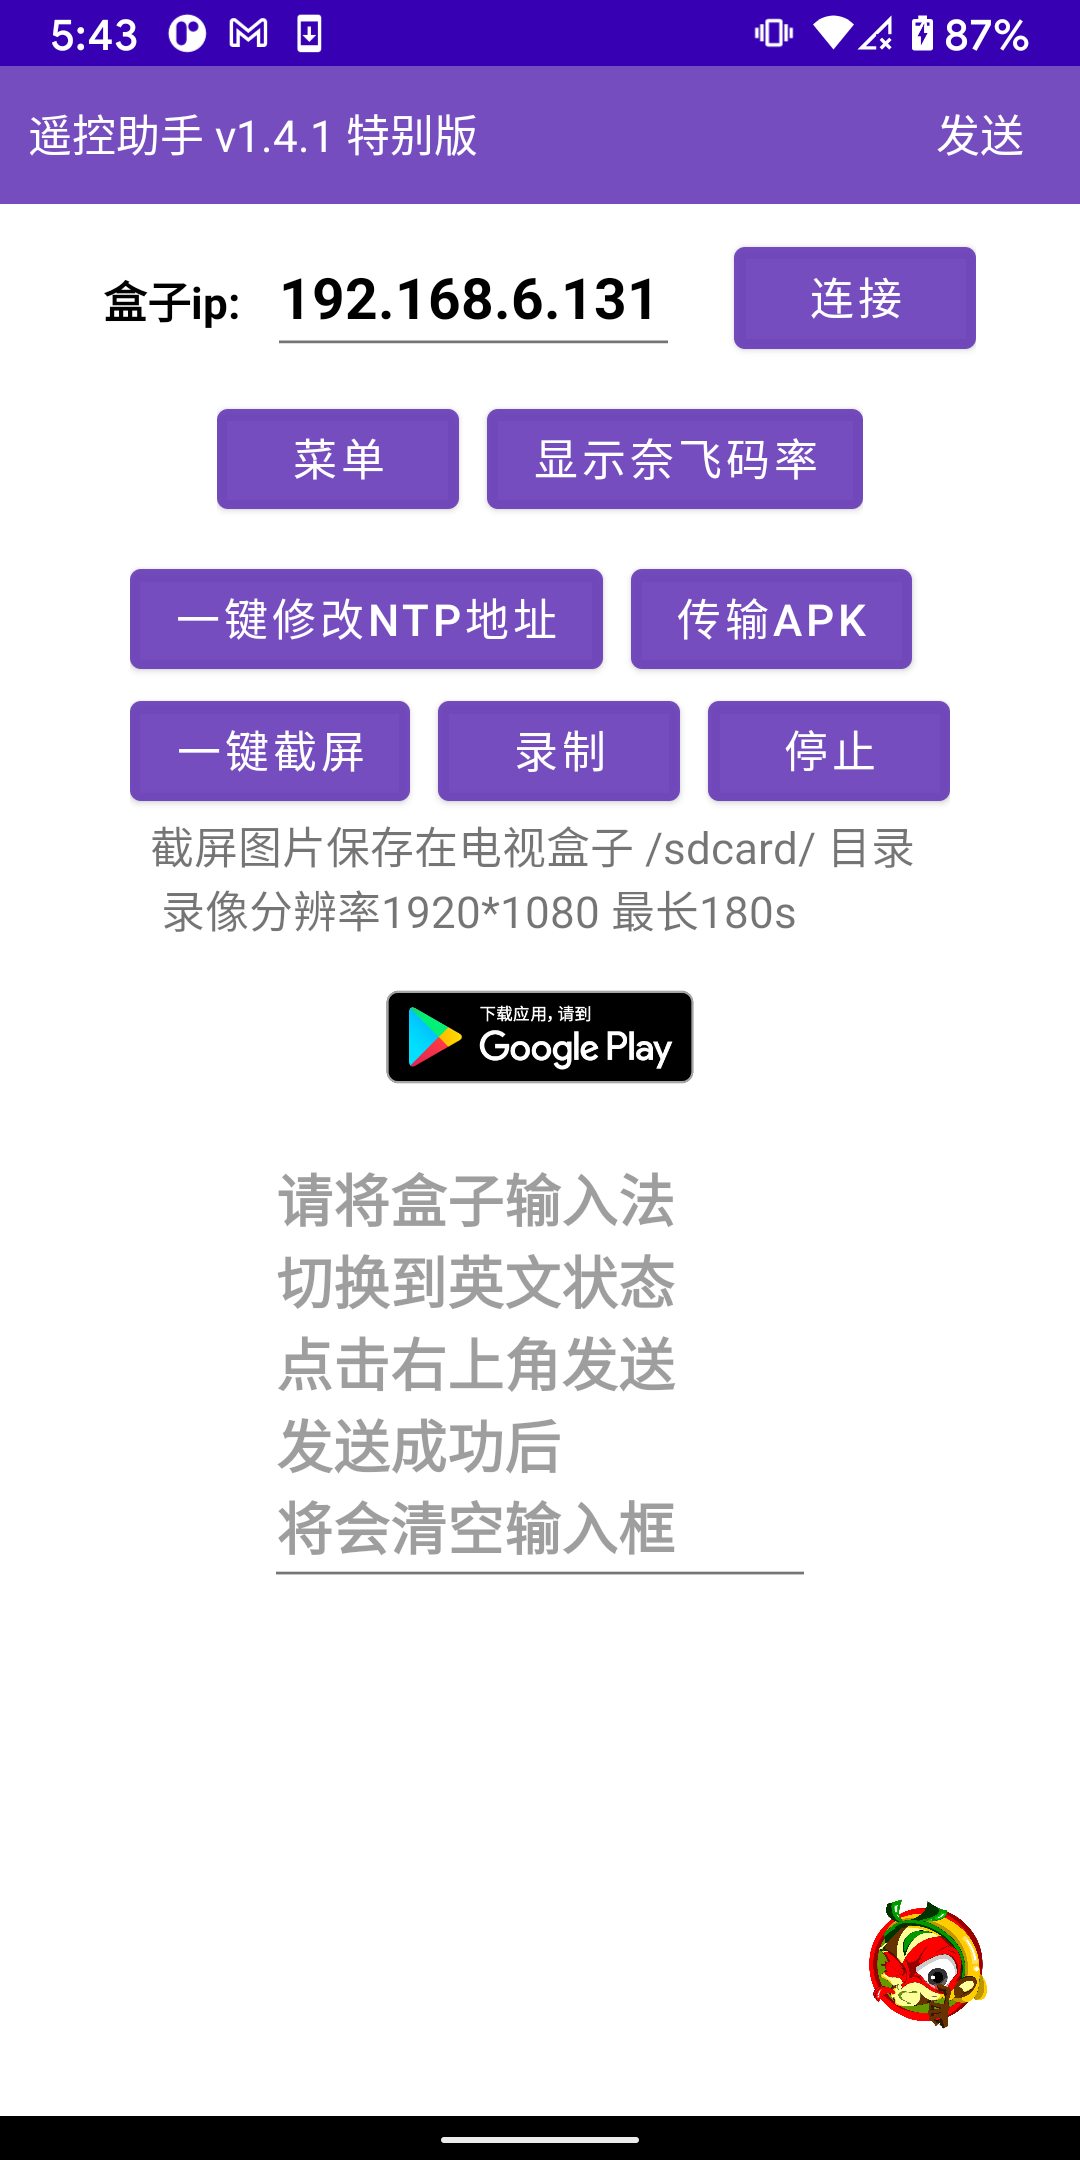 5:43
87%
遥控助手 v1.4.1 特别版
发送
盒子ip:
192.168.6.131
连接
菜单
显示奈飞码率
一键修改NTP地址
传输APK
一键截屏
录制
停止
截屏图片保存在电视盒子 /sdcard/ 目录
录像分辨率1920*1080 最长180s
下载应用，请到
Google Play
请将盒子输入法
切换到英文状态
点击右上角发送
发送成功后
将会清空输入框